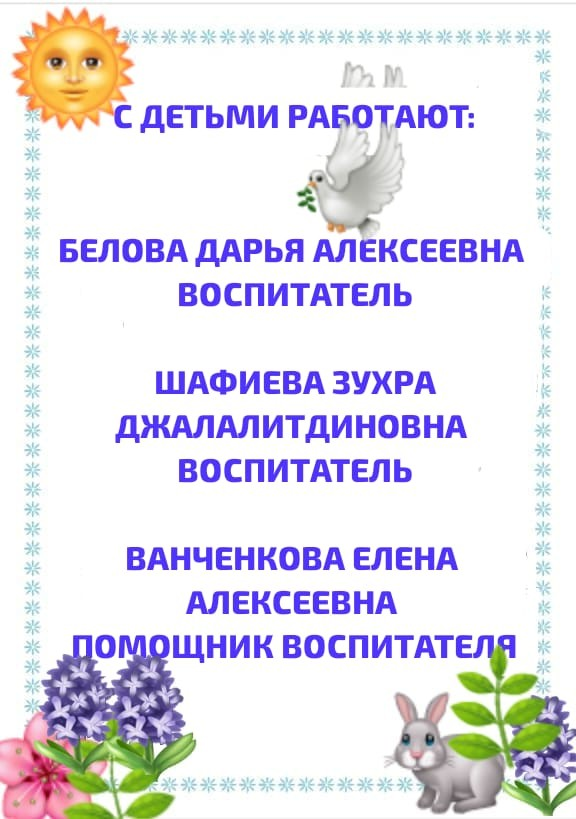 С ДЕТЬМИ РАБОТАЮТ:
БЕЛОВА ДАРЬЯ АЛЕКСЕЕВНА
ВОСПИТАТЕЛЬ
ШАФИЕВА ЗУХРА
ДЖАЛАЛИТДИНОВНА
ВОСПИТАТЕЛЬ
ВАНЧЕНКОВА ЕЛЕНА
АЛЕКСЕЕВНА
ПОМОЩНИК ВОСПИТАТЕЛЯ